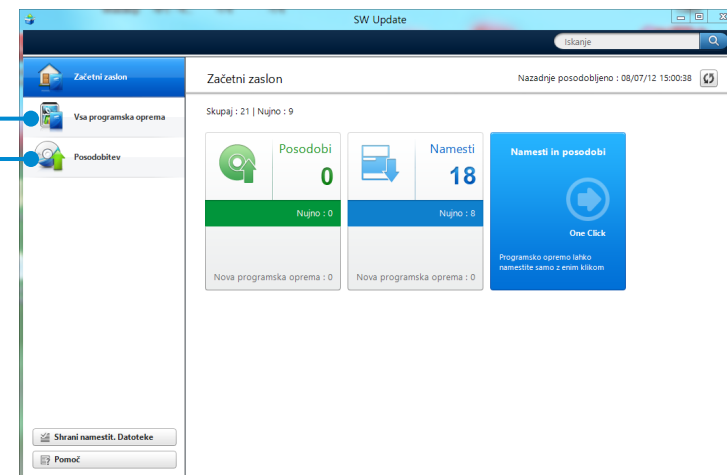 SW Update
Iskanje
Začetni zaslon
Vsa programska oprema
Posodobitev
Shrani namestit. Datoteke
Pomoč
Začetni zaslon
Nazadnje posodobljeno : 08/07/12 15:00:38
Skupaj : 21 | Nujno : 9
Posodobi
0
Nujno : 0
Nova programska oprema : 0
Namesti
18
Nujno : 8
Nova programska oprema : 0
Namesti in posodobi
One Click
Programsko opremo lahko
namestite samo z enim klikom